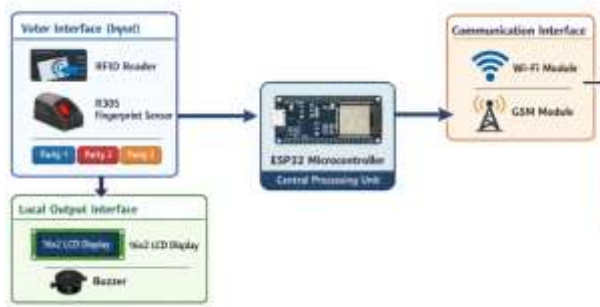 Voter Interface (Input)
RFID Reader
R305
Fingerprint Sensor
Party 1 Party 2 Party 3
Local Output Interface
16x2 LCD Display 16x2 LCD Display
Buzzer
ESP32 Microcontroller
Central Processing Unit
Communication Interface
Wi-Fi Module
GSM Module